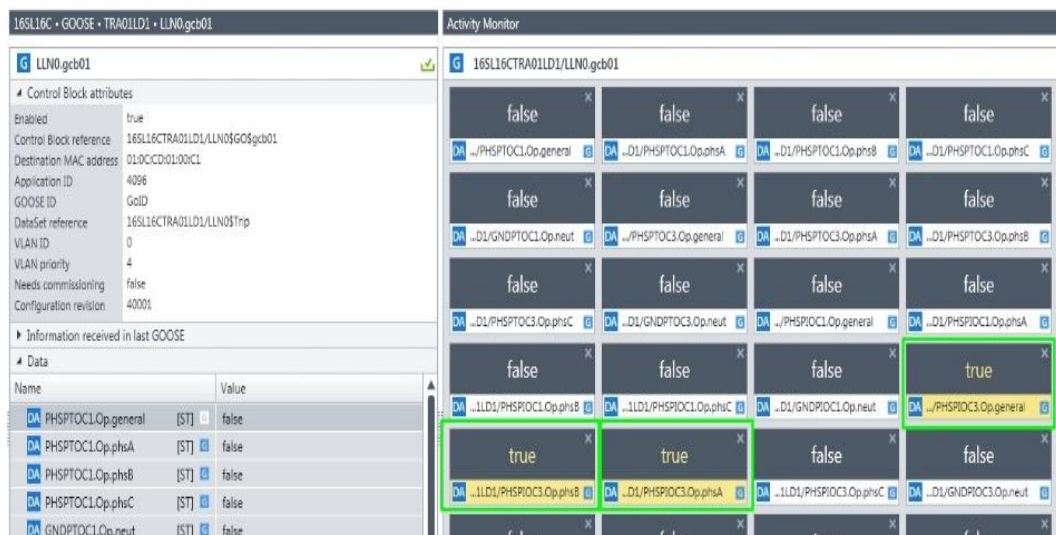 16SL16C • GOOSE • TRA01LD1 • LLN0.gcb01
G LLN0.gcb01
Control Block attributes
Enabled true
Control Block reference 16SL16CTRA01LD1/LLN0$GO$gcb01
Destination MAC address 01:0C:CD:01:00:C1
Application ID 4096
GOOSE ID GoID
DataSet reference 16SL16CTRA01LD1/LLN0$Trip
VLAN ID 0
VLAN priority 4
Needs commissioning false
Configuration revision 40001
Information received in last GOOSE
Data
Name Value
DA PHSPTOC1.Op.general [ST] G false
DA PHSPTOC1.Op.phsA [ST] G false
DA PHSPTOC1.Op.phsB [ST] G false
DA PHSPTOC1.Op.phsC [ST] G false
DA GNDPTOC1.Op.neut [ST] G false
Activity Monitor
G 16SL16CTRA01LD1/LLN0.gcb01
false false false false
DA .../PHSPTOC1.Op.general G DA ...D1/PHSPTOC1.Op.phsA G DA ...D1/PHSPTOC1.Op.phsB G DA ...D1/PHSPTOC1.Op.phsC G
false false false false
DA ...D1/GNDPTOC1.Op.neut G DA .../PHSPTOC3.Op.general G DA ...D1/PHSPTOC3.Op.phsA G DA ...D1/PHSPTOC3.Op.phsB G
false false false false
DA ...D1/PHSPTOC3.Op.phsC G DA ...D1/GNDPTOC3.Op.neut G DA .../PHSPIOC1.Op.general G DA ...D1/PHSPIOC1.Op.phsA G
false false false true
DA ...1LD1/PHSPIOC1.Op.phsB G DA ...1LD1/PHSPIOC1.Op.phsC G DA ...D1/GNDPIOC1.Op.neut G DA .../PHSPIOC3.Op.general G
true true false false
DA ...1LD1/PHSPIOC3.Op.phsB G DA ...D1/PHSPIOC3.Op.phsA G DA ...1LD1/PHSPIOC3.Op.phsC G DA ...D1/GNDPIOC3.Op.neut G